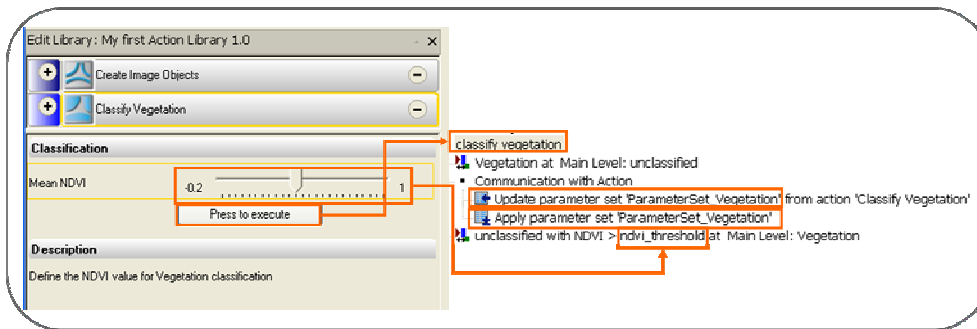 Edit Library: My first Action Library 1.0
Create Image Objects
Classify Vegetation
Classification
Mean NDVI
-0.2
1
Press to execute
Description
Define the NDVI value for Vegetation classification
classify vegetation
Vegetation at Main Level: unclassified
Communication with Action
Update parameter set 'ParameterSet_Vegetation' from action "Classify Vegetation"
Apply parameter set 'ParameterSet_Vegetation'
unclassified with NDVI > ndvi_threshold at Main Level: Vegetation